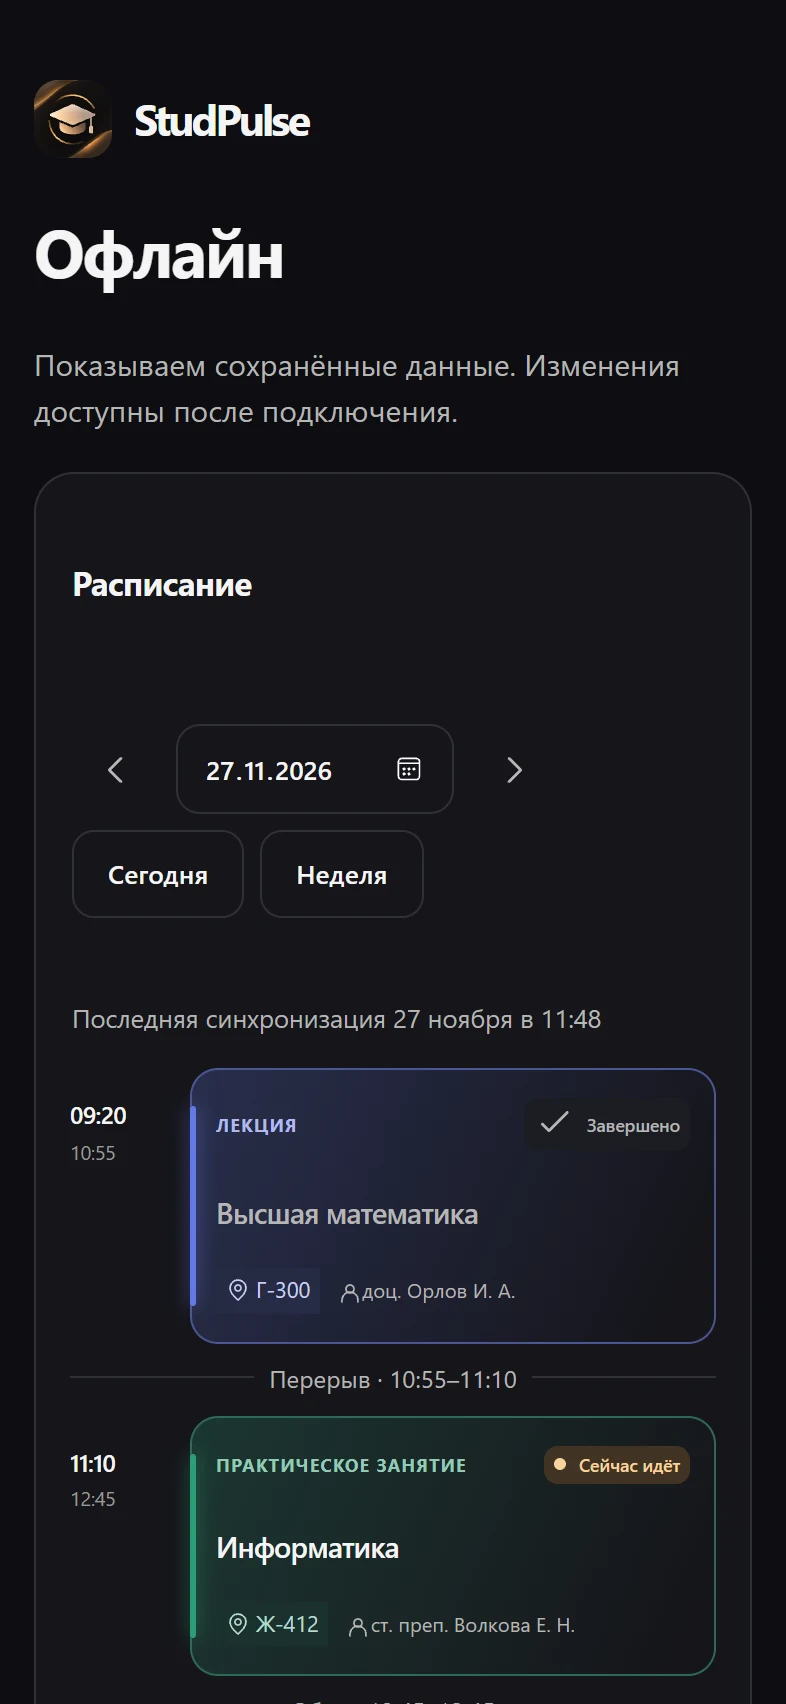 StudPulse
Офлайн
Показываем сохранённые данные. Изменения
доступны после подключения.
Расписание
27.11.2026
Сегодня
Неделя
Последняя синхронизация 27 ноября в 11:48
09:20
10:55
ЛЕКЦИЯ
Завершено
Высшая математика
Г-300
доц. Орлов И. А.
Перерыв · 10:55–11:10
11:10
12:45
ПРАКТИЧЕСКОЕ ЗАНЯТИЕ
Сейчас идёт
Информатика
Ж-412
ст. преп. Волкова Е. Н.